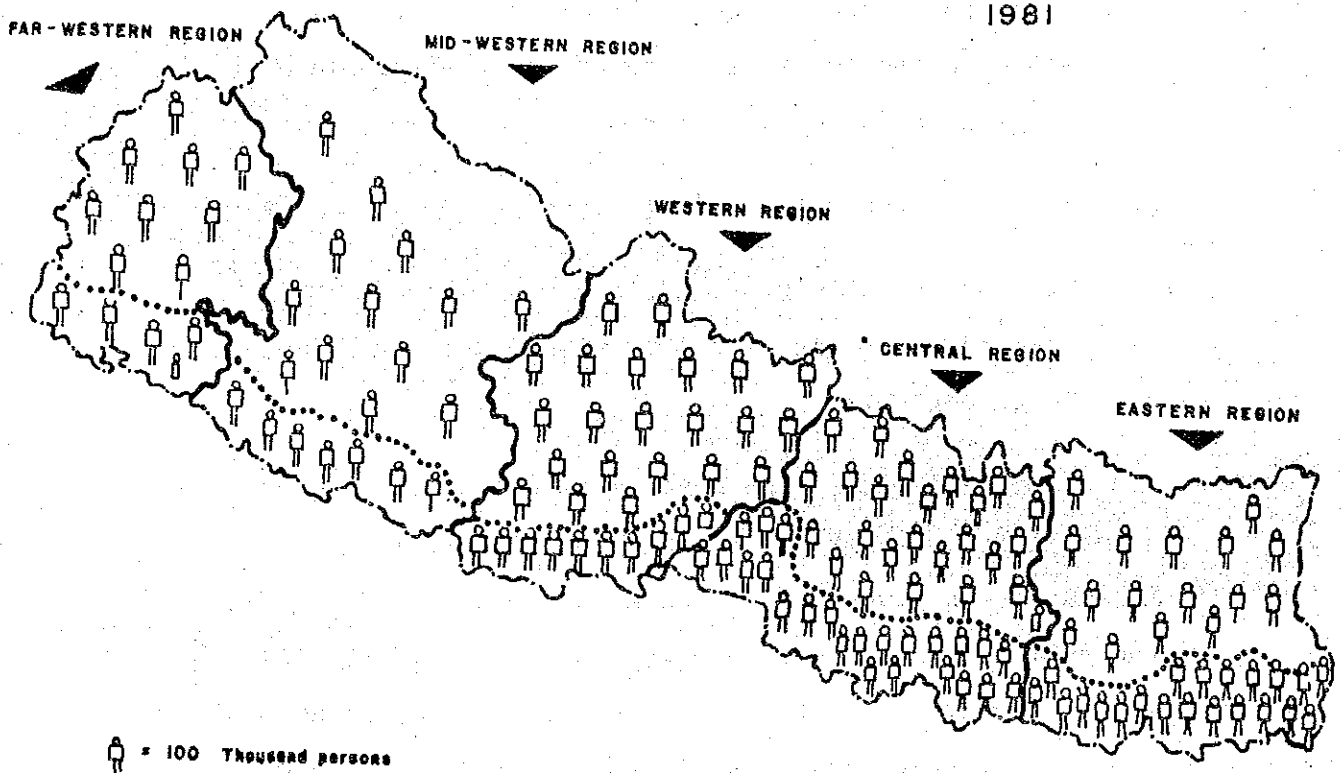 1981
FAR-WESTERN REGION
MID-WESTERN REGION
WESTERN REGION
CENTRAL REGION
EASTERN REGION
= 100 Thousand persons